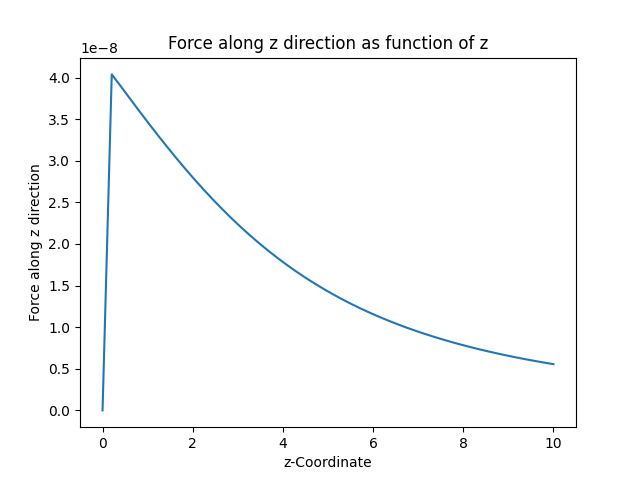 Force along z direction as function of z
1e−8
4.0
3.5
3.0
2.5
2.0
1.5
1.0
0.5
0.0
Force along z direction
0 2 4 6 8 10
z-Coordinate